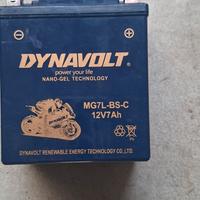 DYNAVOLT
power your life
NANO-GEL TECHNOLOGY
MG7L-BS-C
12V7Ah
DYNAVOLT RENEWABLE ENERGY TECHNOLOGY CO.,LTD